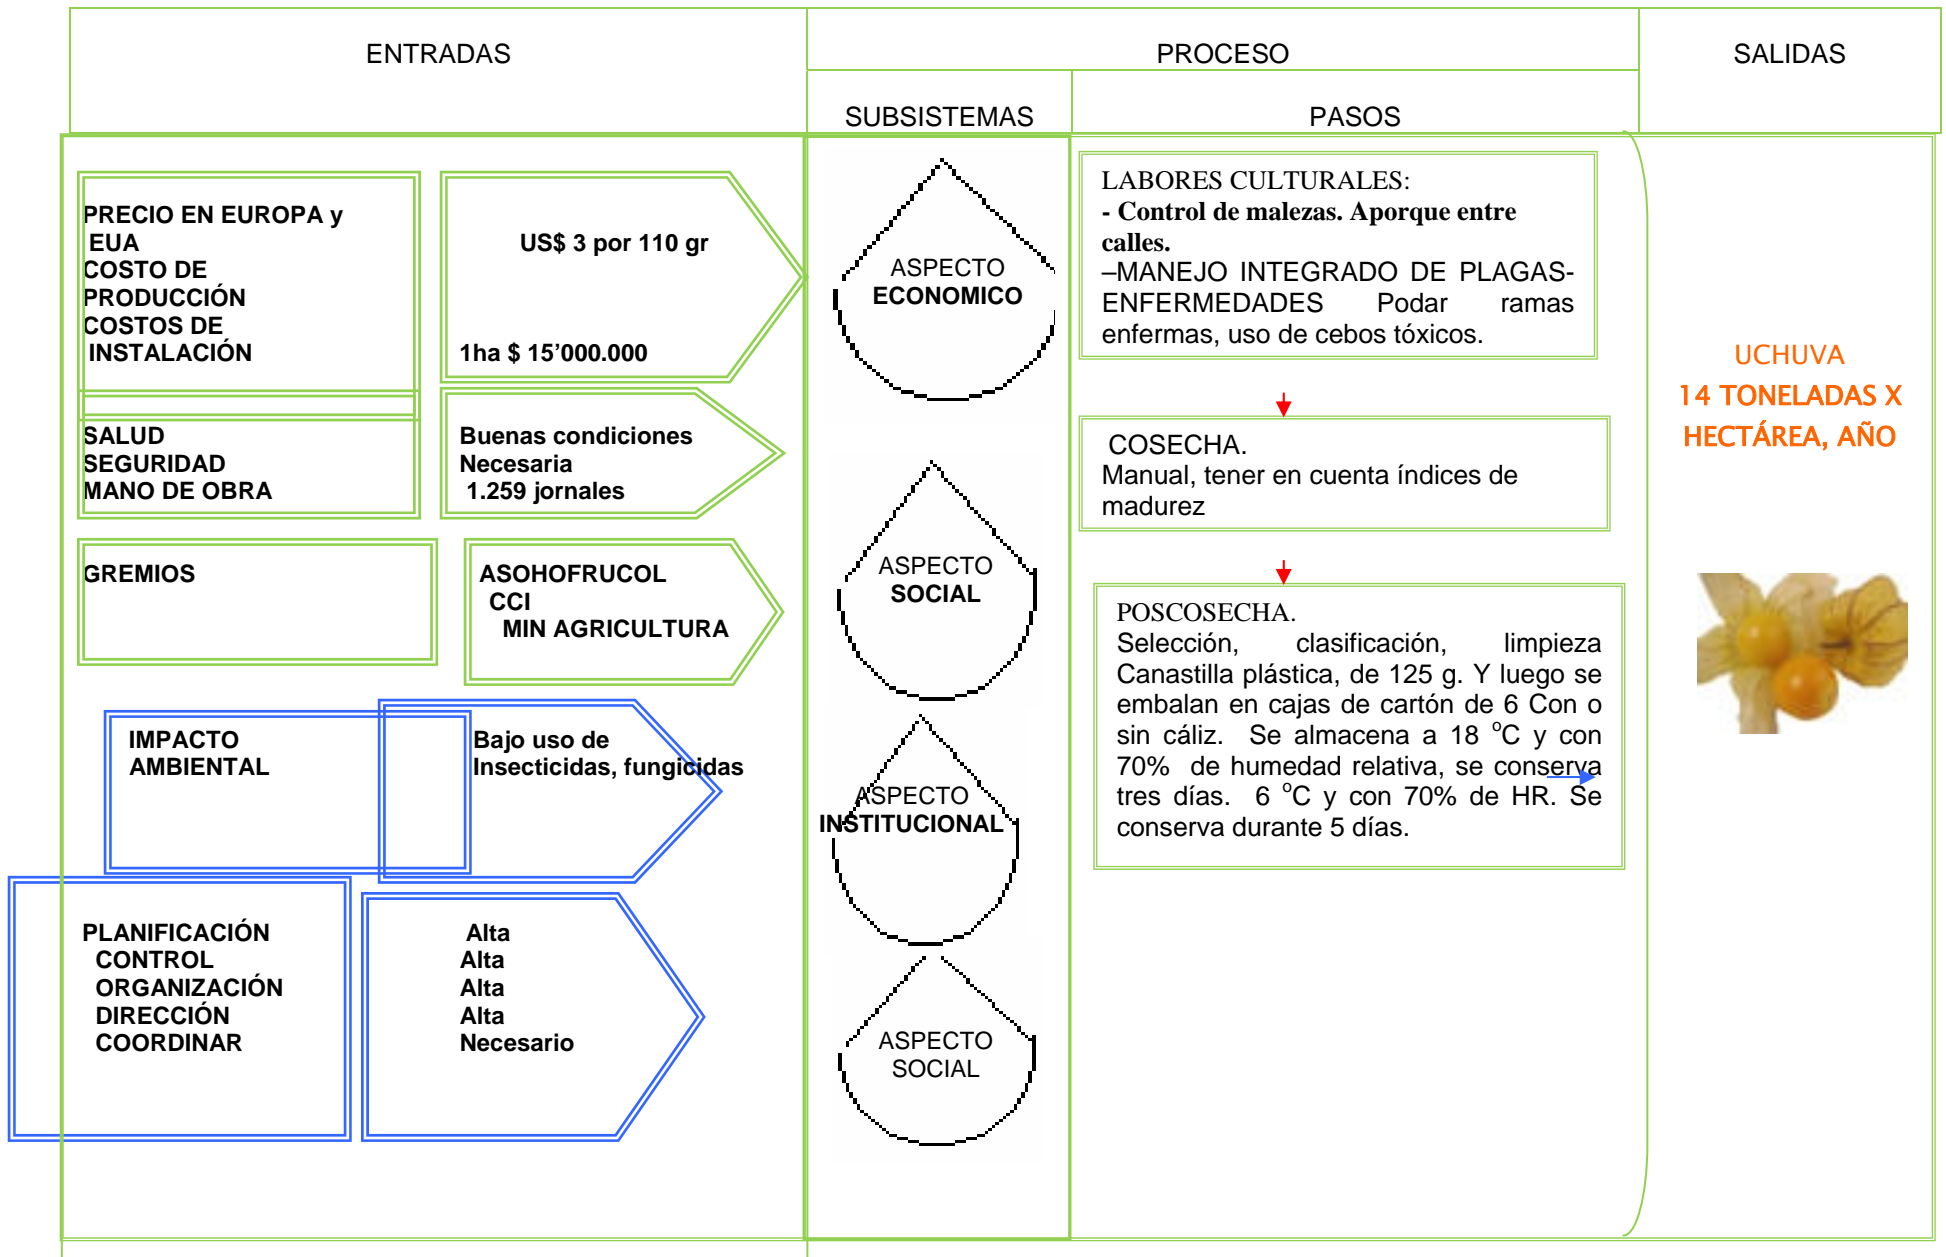 ENTRADAS
PROCESO
SALIDAS
SUBSISTEMAS
PASOS
PRECIO EN EUROPA y
EUA
COSTO DE
PRODUCCIÓN
COSTOS DE
INSTALACIÓN
US$ 3 por 110 gr
1ha $ 15’000.000
SALUD
SEGURIDAD
MANO DE OBRA
Buenas condiciones
Necesaria
1.259 jornales
GREMIOS
ASOHOFRUCOL
CCI
MIN AGRICULTURA
IMPACTO
AMBIENTAL
Bajo uso de
Insecticidas, fungicidas
PLANIFICACIÓN
CONTROL
ORGANIZACIÓN
DIRECCIÓN
COORDINAR
Alta
Alta
Alta
Alta
Necesario
ASPECTO
ECONOMICO
ASPECTO
SOCIAL
ASPECTO
INSTITUCIONAL
ASPECTO
SOCIAL
LABORES CULTURALES:
- Control de malezas. Aporque entre
calles.
–MANEJO INTEGRADO DE PLAGAS-
ENFERMEDADES Podar ramas
enfermas, uso de cebos tóxicos.
COSECHA.
Manual, tener en cuenta índices de
madurez
POSCOSECHA.
Selección, clasificación, limpieza
Canastilla plástica, de 125 g. Y luego se
embalan en cajas de cartón de 6 Con o
sin cáliz. Se almacena a 18 °C y con
70% de humedad relativa, se conserva
tres días. 6 °C y con 70% de HR. Se
conserva durante 5 días.
UCHUVA
14 TONELADAS X
HECTÁREA, AÑO